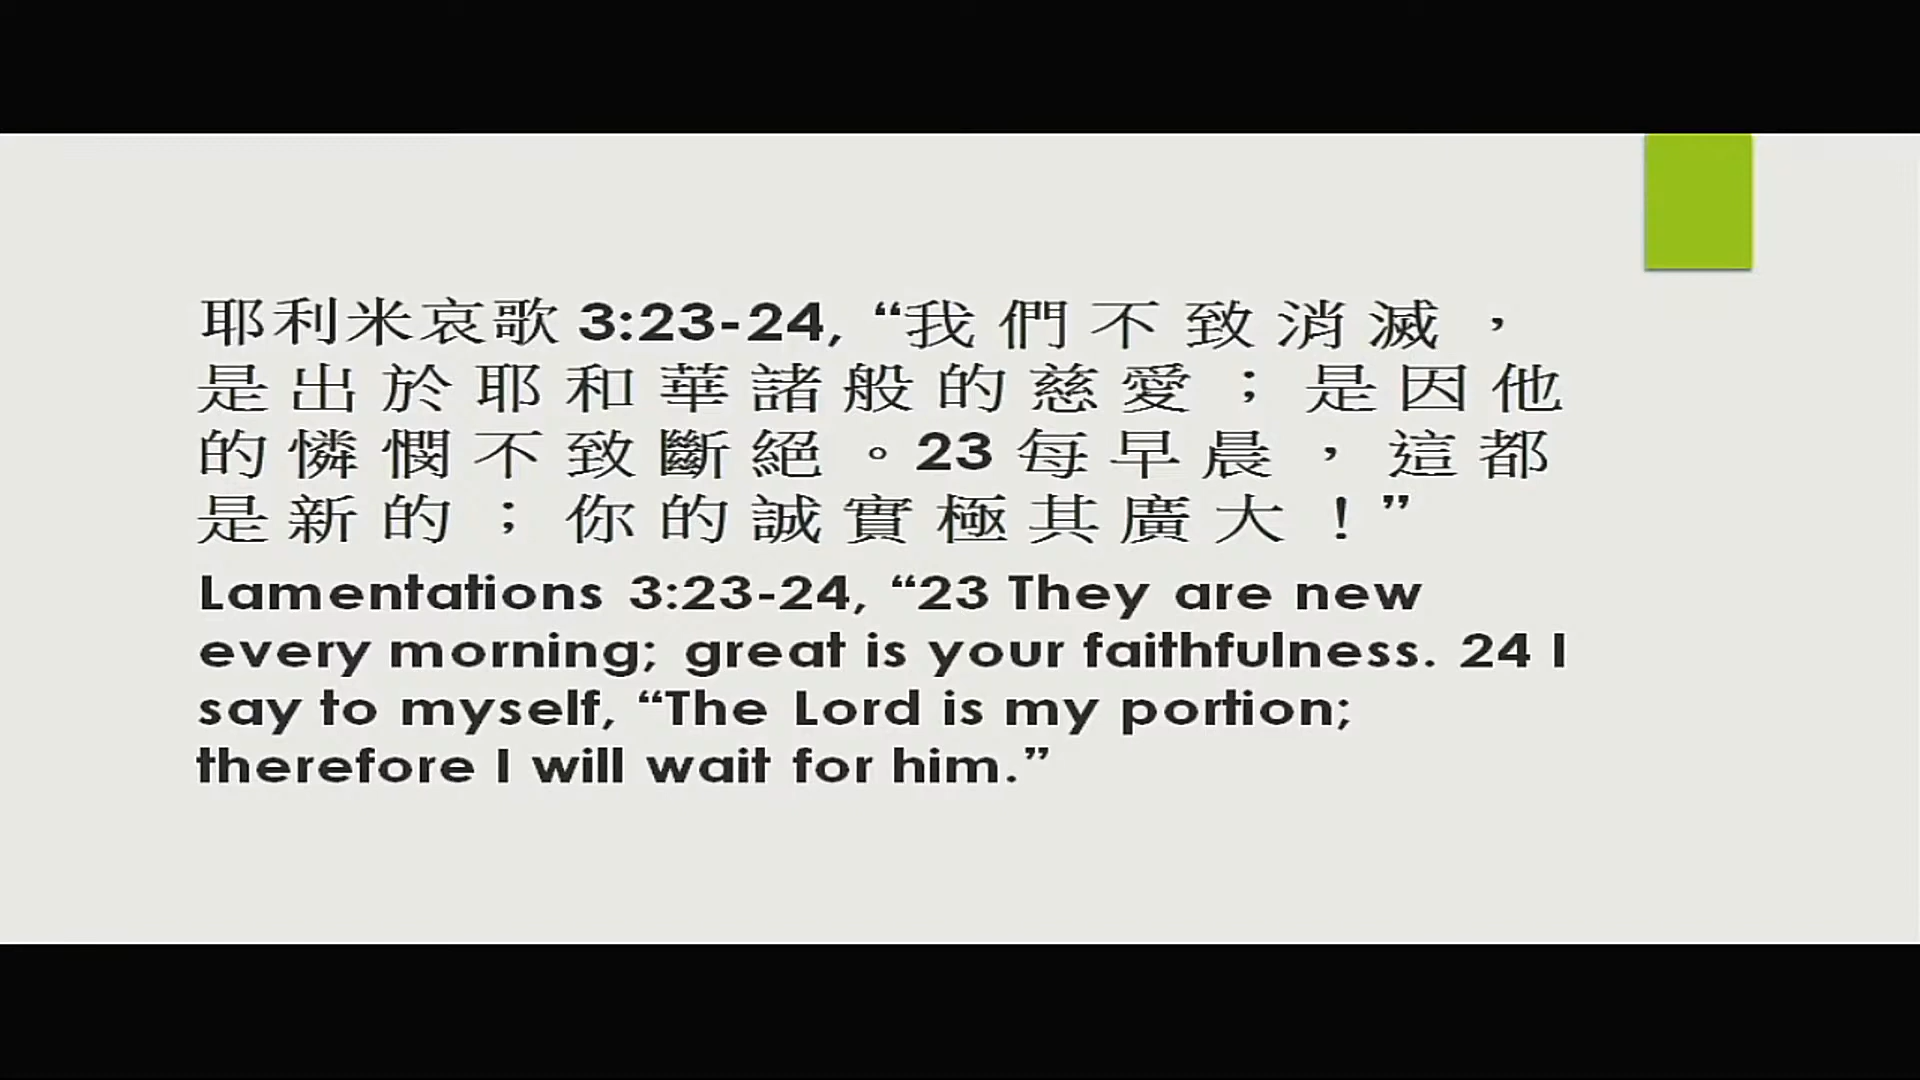 耶利米哀歌 3:23-24, “我 們 不 致 消 滅 ，
是 出 於 耶 和 華 諸 般 的 慈 愛 ； 是 因 他
的 憐 憫 不 致 斷 絕 。23 每 早 晨 ， 這 都
是 新 的 ； 你 的 誠 實 極 其 廣 大 ！”
Lamentations 3:23-24, “23 They are new
every morning; great is your faithfulness. 24 I
say to myself, “The Lord is my portion;
therefore I will wait for him.”